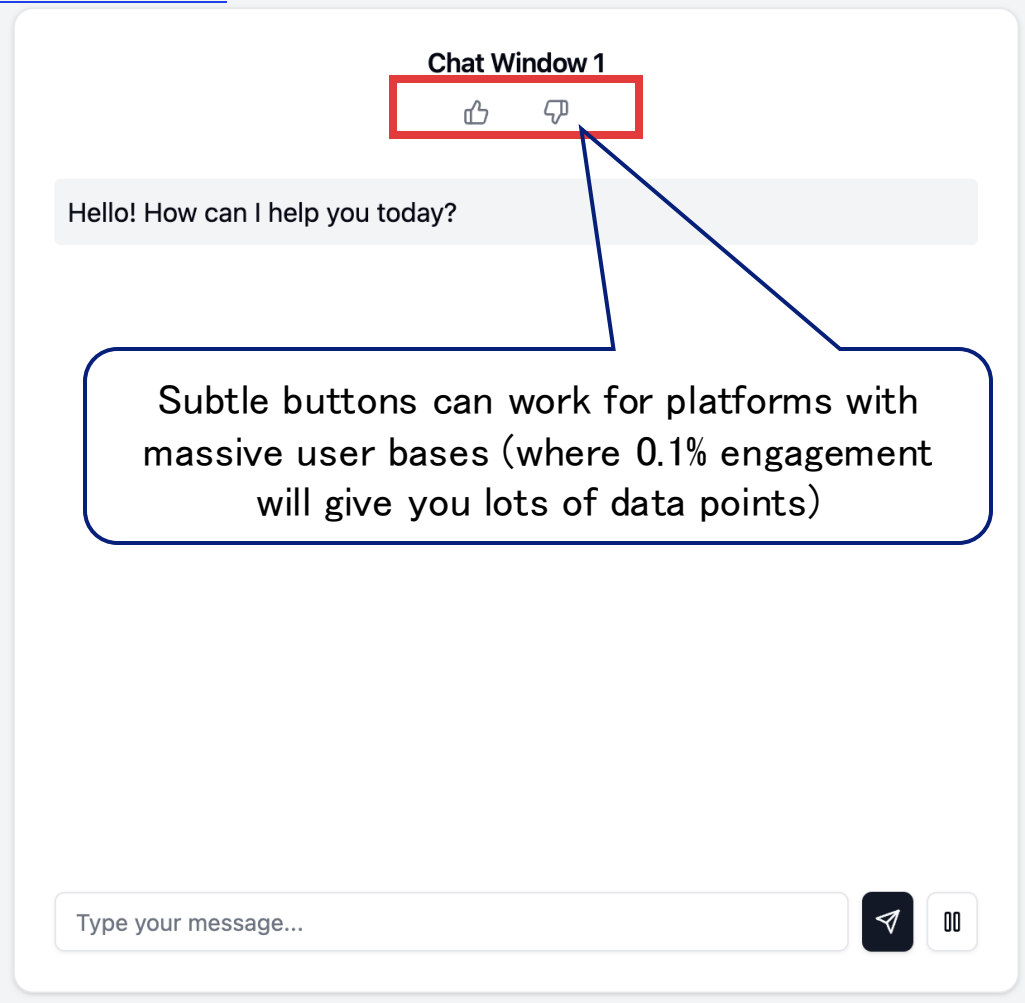 Chat Window 1
Hello! How can I help you today?
Subtle buttons can work for platforms with
massive user bases (where 0.1% engagement
will give you lots of data points)
Type your message...